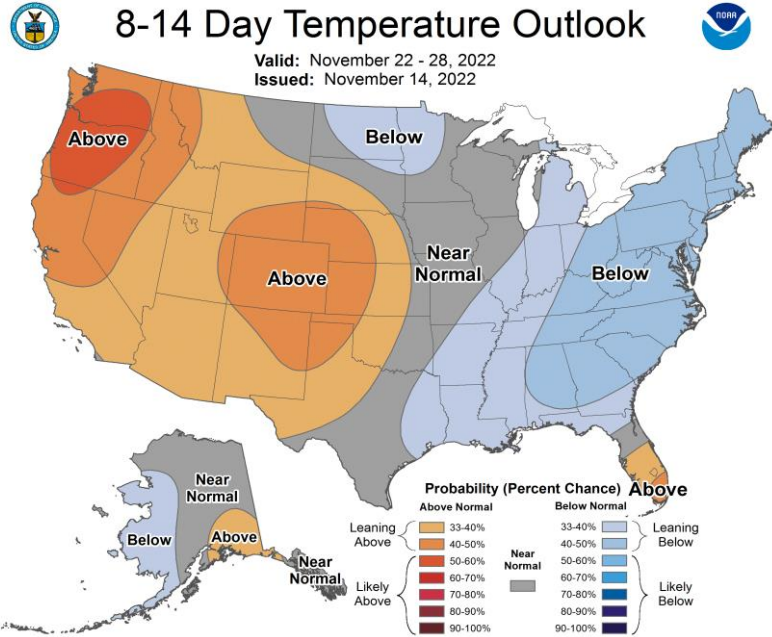 8-14 Day Temperature Outlook
NOAA
Valid: November 22 - 28, 2022
Issued: November 14, 2022
Above
Below
Near
Normal
Above
Below
Near
Normal
Below
Above
Near
Normal
Above
Probability (Percent Chance)
Above Normal
Below Normal
Leaning
Above
33-40%
40-50%
50-60%
60-70%
70-80%
80-90%
90-100%
Likely
Above
Near
Normal
33-40%
40-50%
50-60%
60-70%
70-80%
80-90%
90-100%
Leaning
Below
Likely
Below